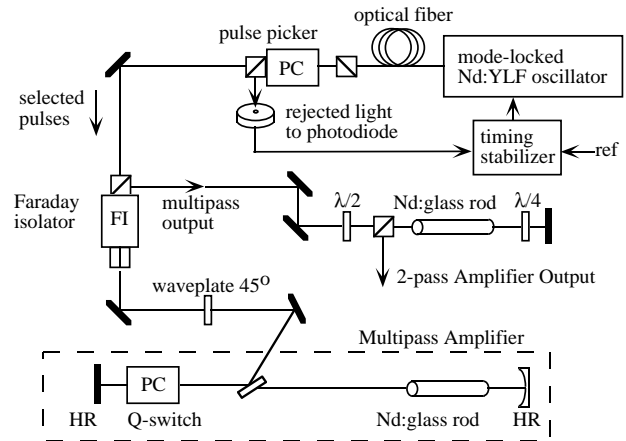 optical fiber
pulse picker
PC
mode-locked
Nd:YLF oscillator
selected
pulses
rejected light
to photodiode
timing
stabilizer
ref
Faraday
isolator
FI
multipass
output
λ/2
Nd:glass rod
λ/4
2-pass Amplifier Output
waveplate 45o
Multipass Amplifier
PC
HR
Q-switch
Nd:glass rod
HR